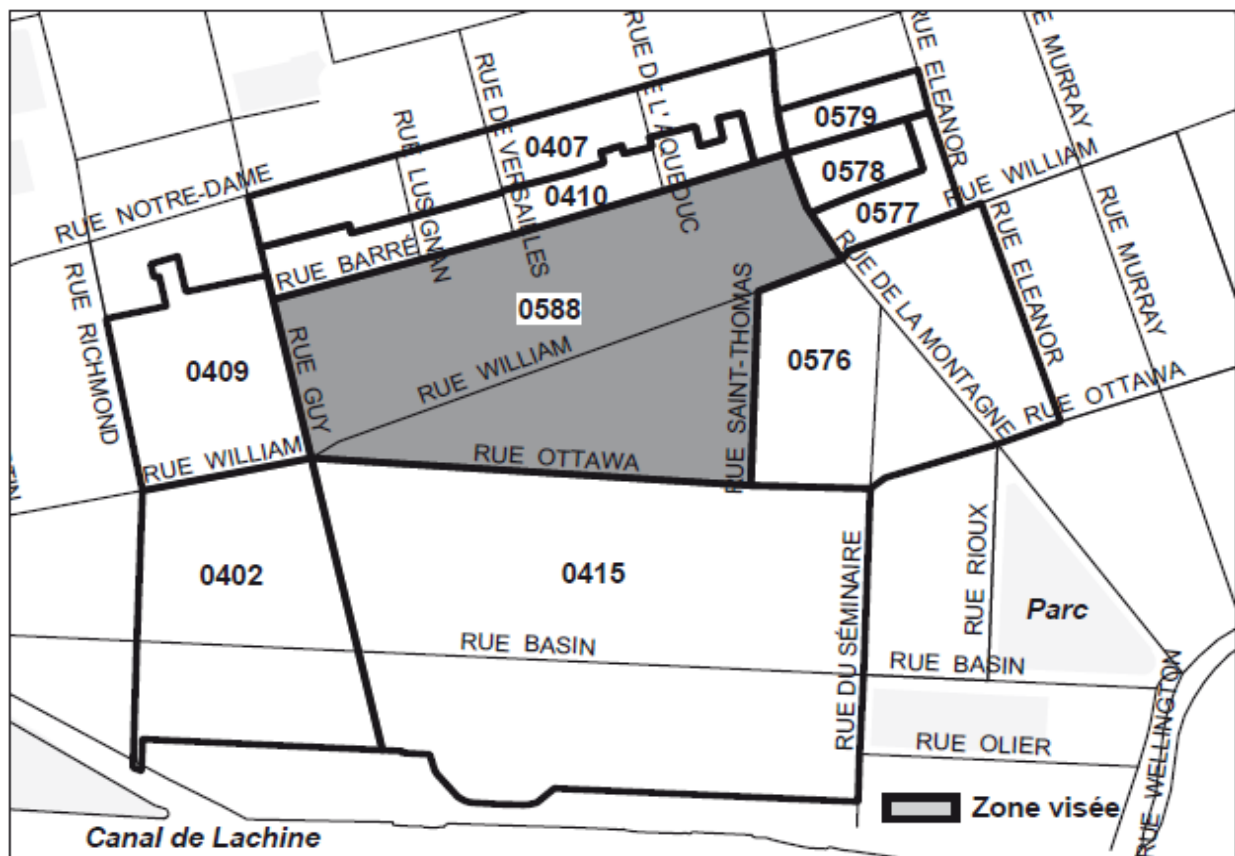 RUE ELEANOR
RUE MURRAY
RUE DE L'AQUEDUC
RUE DE VERSAILLES
0579
0407
RUE LUSIGNAN
RUE WILLIAM
0578
RUE NOTRE-DAME
0410
0577
RUE ELEANOR
RUE MURRAY
RUE BARRÉ
RUE RICHMOND
0588
RUE DE LA MONTAGNE
RUE GUY
RUE WILLIAM
RUE SAINT-THOMAS
0576
0409
RUE OTTAWA
RUE WILLIAM
RUE OTTAWA
0402
0415
RUE DU SÉMINAIRE
RUE RIOUX
Parc
RUE BASIN
RUE BASIN
RUE OLIER
RUE WELLINGTON
Zone visée
Canal de Lachine